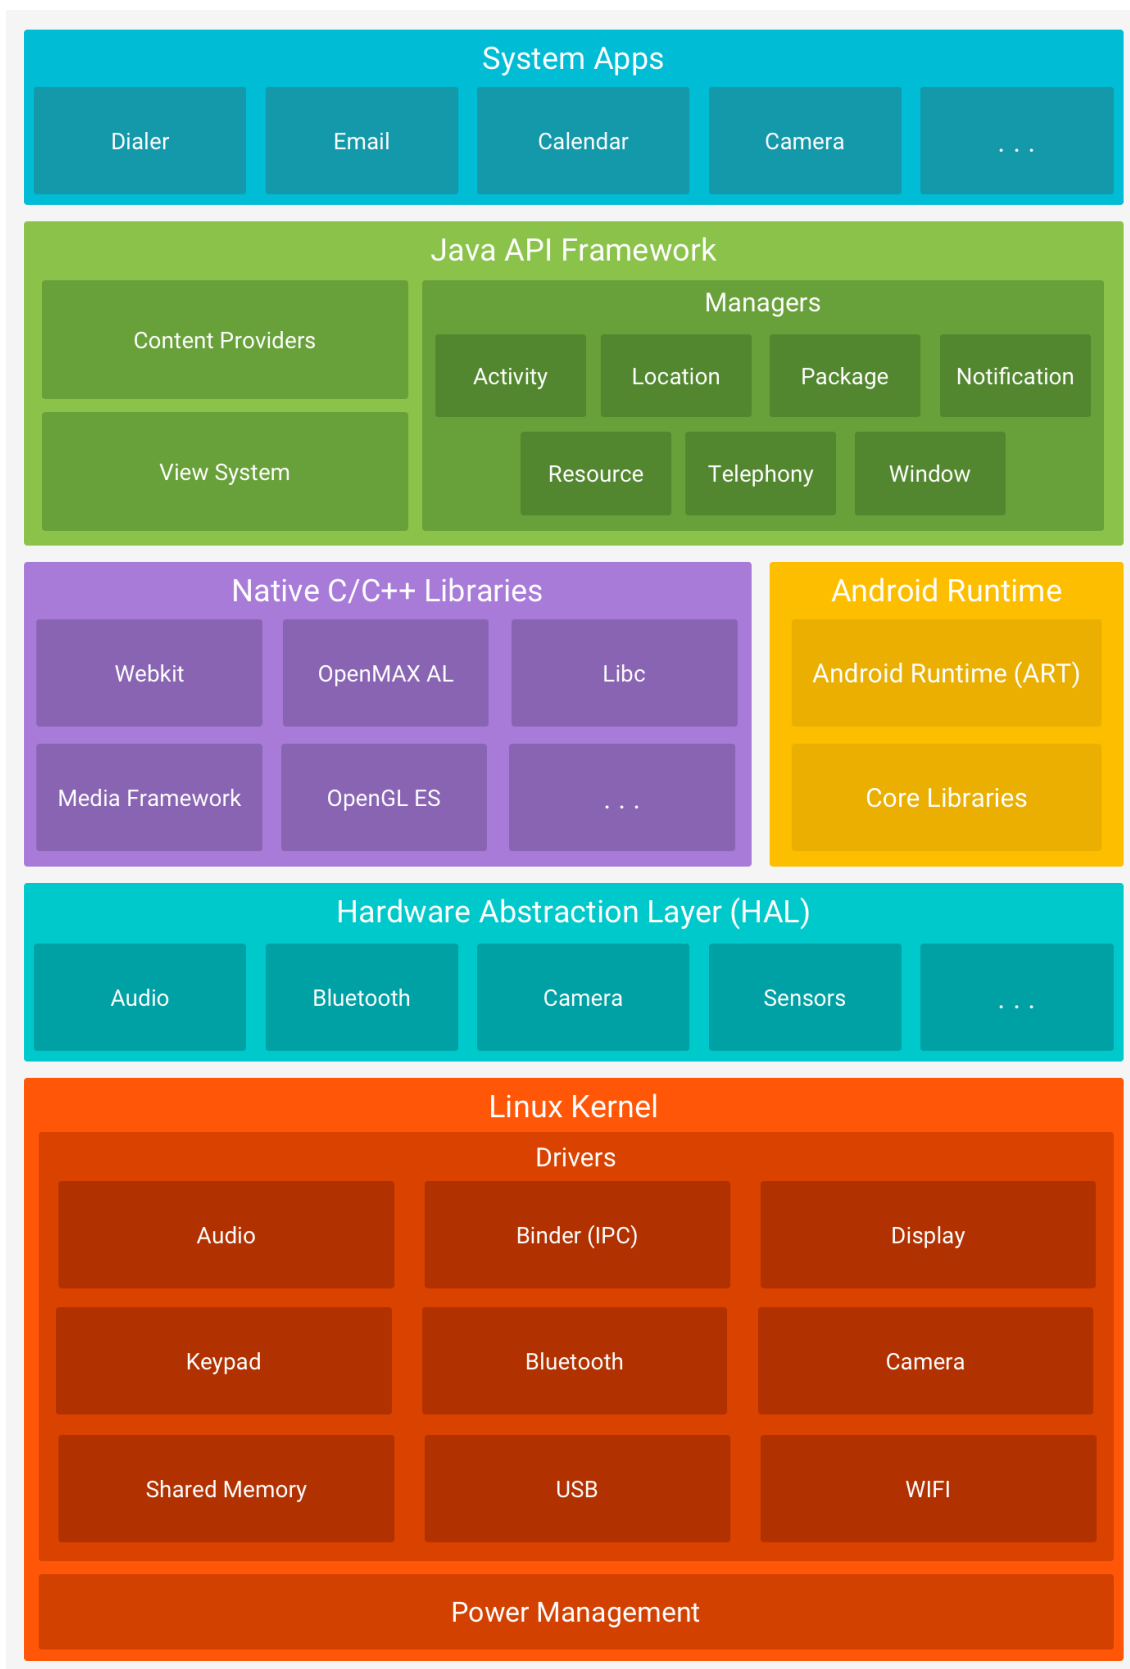 System Apps
Dialer
Email
Calendar
Camera
. . .
Java API Framework
Content Providers
View System
Managers
Activity
Location
Package
Notification
Resource
Telephony
Window
Native C/C++ Libraries
Webkit
OpenMAX AL
Libc
Media Framework
OpenGL ES
. . .
Android Runtime
Android Runtime (ART)
Core Libraries
Hardware Abstraction Layer (HAL)
Audio
Bluetooth
Camera
Sensors
. . .
Linux Kernel
Drivers
Audio
Binder (IPC)
Display
Keypad
Bluetooth
Camera
Shared Memory
USB
WIFI
Power Management